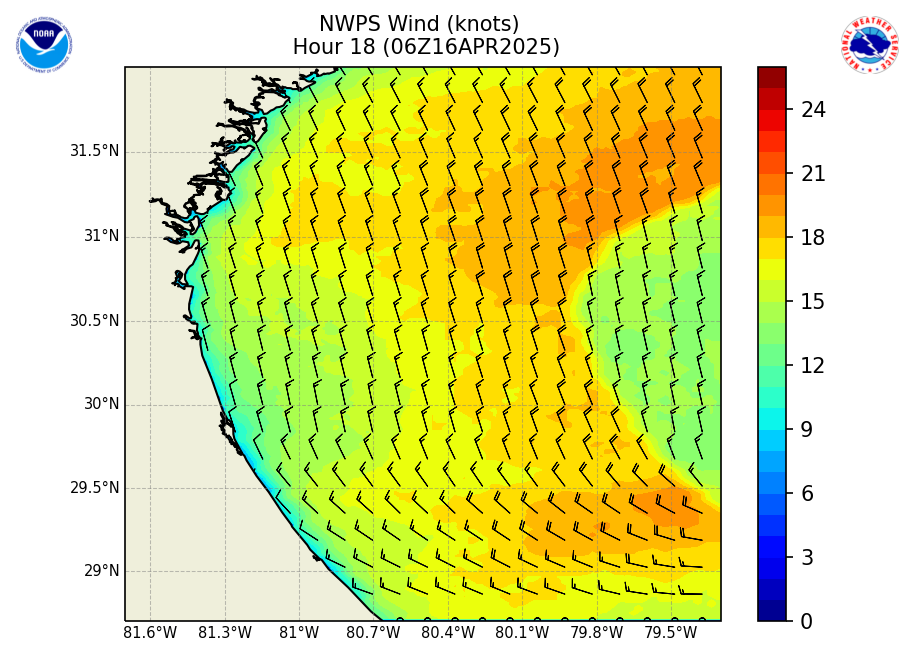 NWPS Wind (knots)
Hour 18 (06Z16APR2025)
NOAA
NATIONAL WEATHER SERVICE
31.5°N
31°N
30.5°N
30°N
29.5°N
29°N
81.6°W 81.3°W 81°W 80.7°W 80.4°W 80.1°W 79.8°W 79.5°W
24
21
18
15
12
9
6
3
0